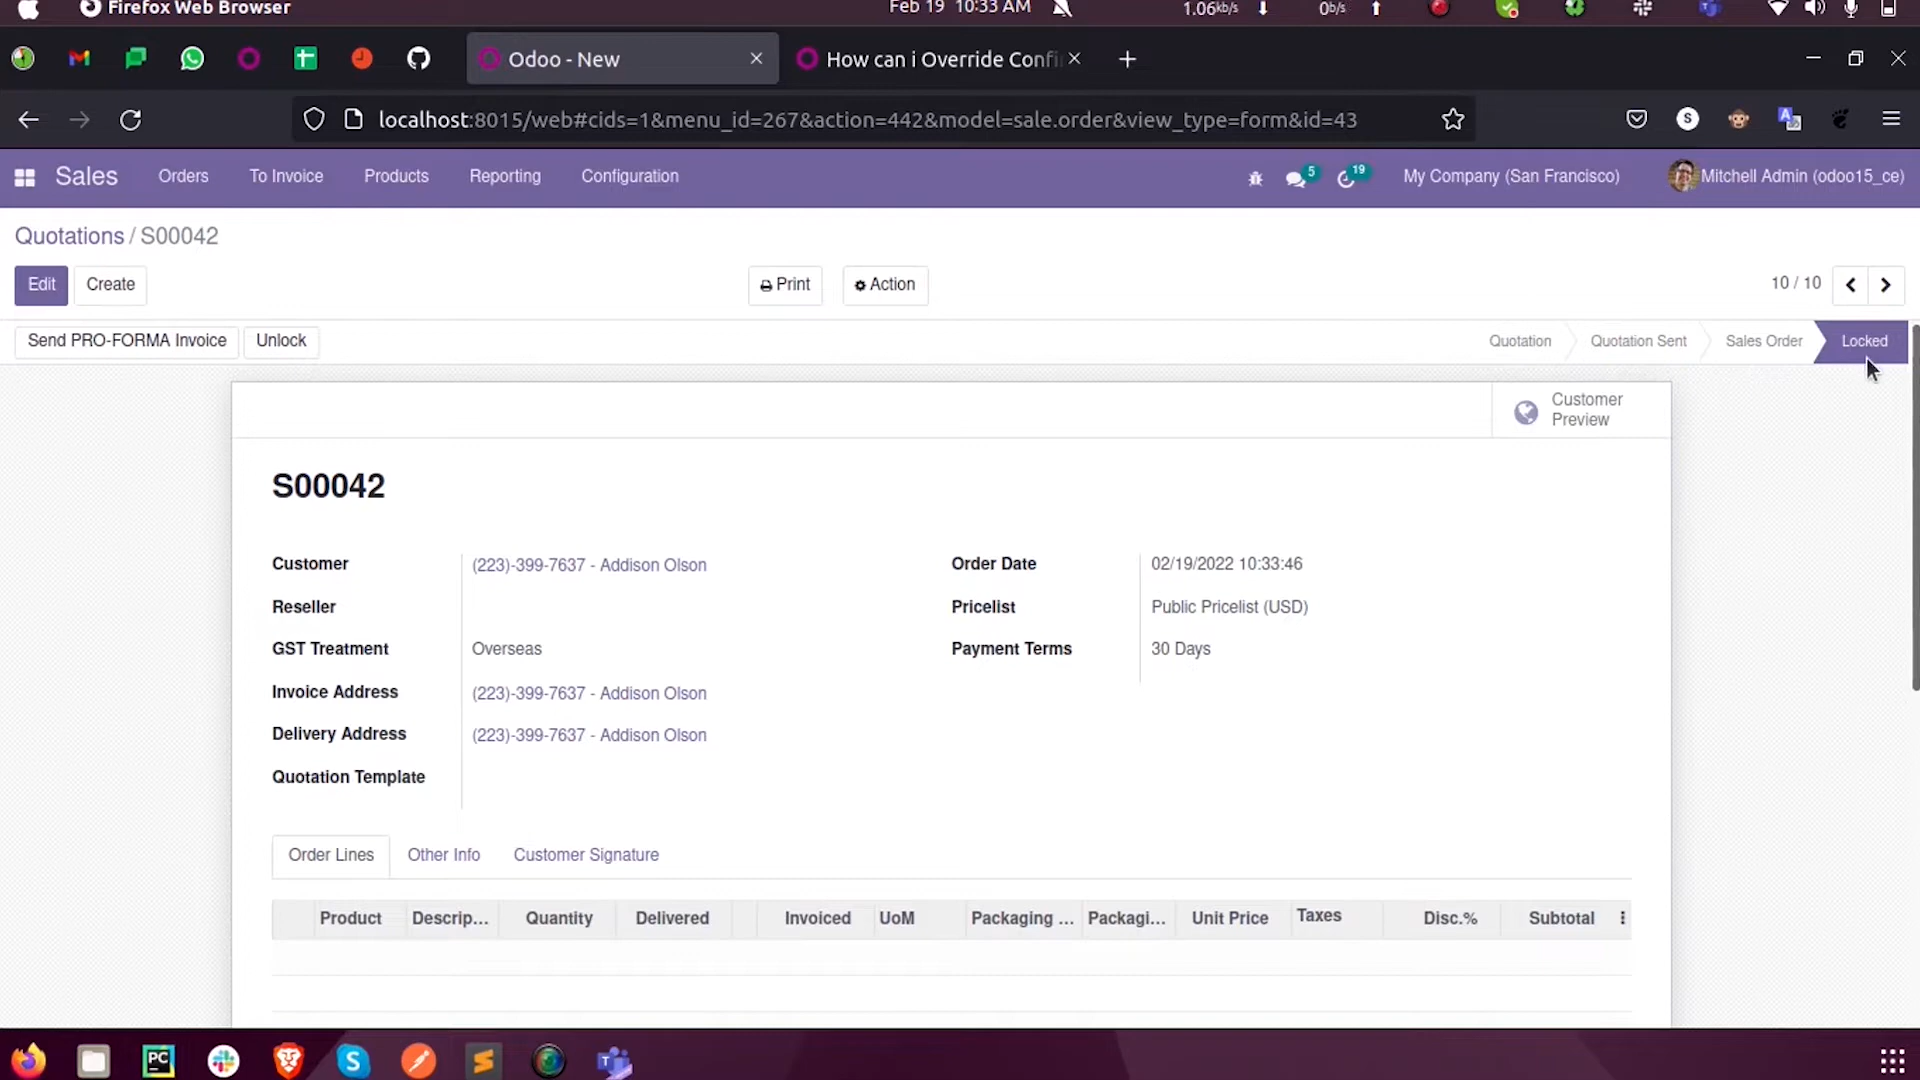 Firefox Web Browser
Feb 19 10:33 AM
1.06kb/s
0b/s
Odoo - New
How can i Override Confi
localhost:8015/web#cids=1&menu_id=267&action=442&model=sale.order&view_type=form&id=43
S
A
Sales
Orders
To Invoice
Products
Reporting
Configuration
5
19
My Company (San Francisco)
Mitchell Admin (odoo15_ce)
Quotations / S00042
Edit
Create
Print
Action
10 / 10
Send PRO-FORMA Invoice
Unlock
Quotation
Quotation Sent
Sales Order
Locked
Customer
Preview
S00042
Customer
(223)-399-7637 - Addison Olson
Order Date
02/19/2022 10:33:46
Reseller
Pricelist
Public Pricelist (USD)
GST Treatment
Overseas
Payment Terms
30 Days
Invoice Address
(223)-399-7637 - Addison Olson
Delivery Address
(223)-399-7637 - Addison Olson
Quotation Template
Order Lines
Other Info
Customer Signature
Product
Descrip...
Quantity
Delivered
Invoiced
UoM
Packaging ...
Packagi...
Unit Price
Taxes
Disc.%
Subtotal
PC
S
T